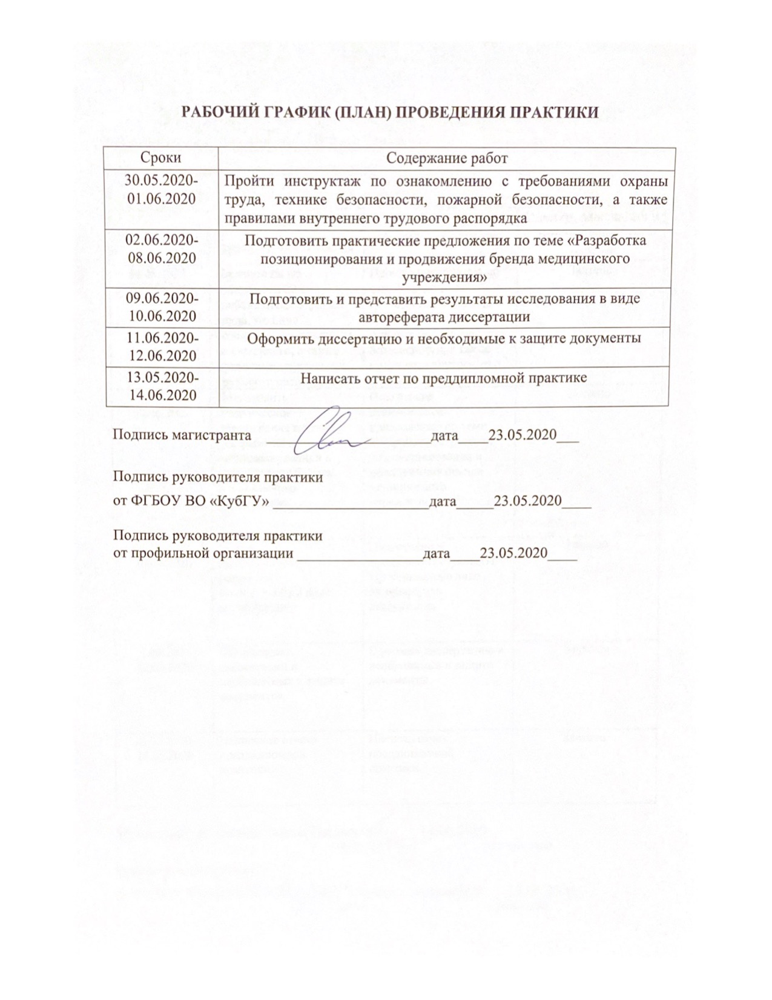 РАБОЧИЙ ГРАФИК (ПЛАН) ПРОВЕДЕНИЯ ПРАКТИКИ
Сроки
Содержание работ
30.05.2020-
01.06.2020
Пройти инструктаж по ознакомлению с требованиями охраны
труда, технике безопасности, пожарной безопасности, а также
правилами внутреннего трудового распорядка
02.06.2020-
08.06.2020
Подготовить практические предложения по теме «Разработка
позиционирования и продвижения бренда медицинского
учреждения»
09.06.2020-
10.06.2020
Подготовить и представить результаты исследования в виде
автореферата диссертации
11.06.2020-
12.06.2020
Оформить диссертацию и необходимые к защите документы
13.05.2020-
14.06.2020
Написать отчет по преддипломной практике
Подпись магистранта ______________________дата____23.05.2020___
Подпись руководителя практики
от ФГБОУ ВО «КубГУ» _____________________дата_____23.05.2020____
Подпись руководителя практики
от профильной организации _________________дата____23.05.2020____